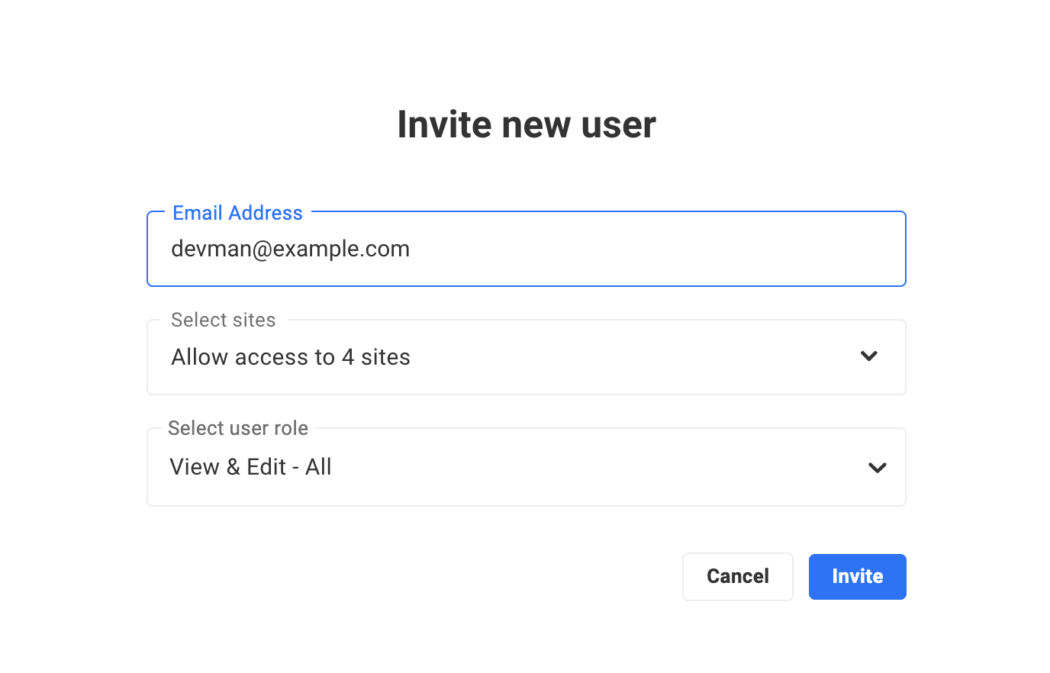 Invite new user
Email Address
devman@example.com
Select sites
Allow access to 4 sites
Select user role
View & Edit - All
Cancel
Invite